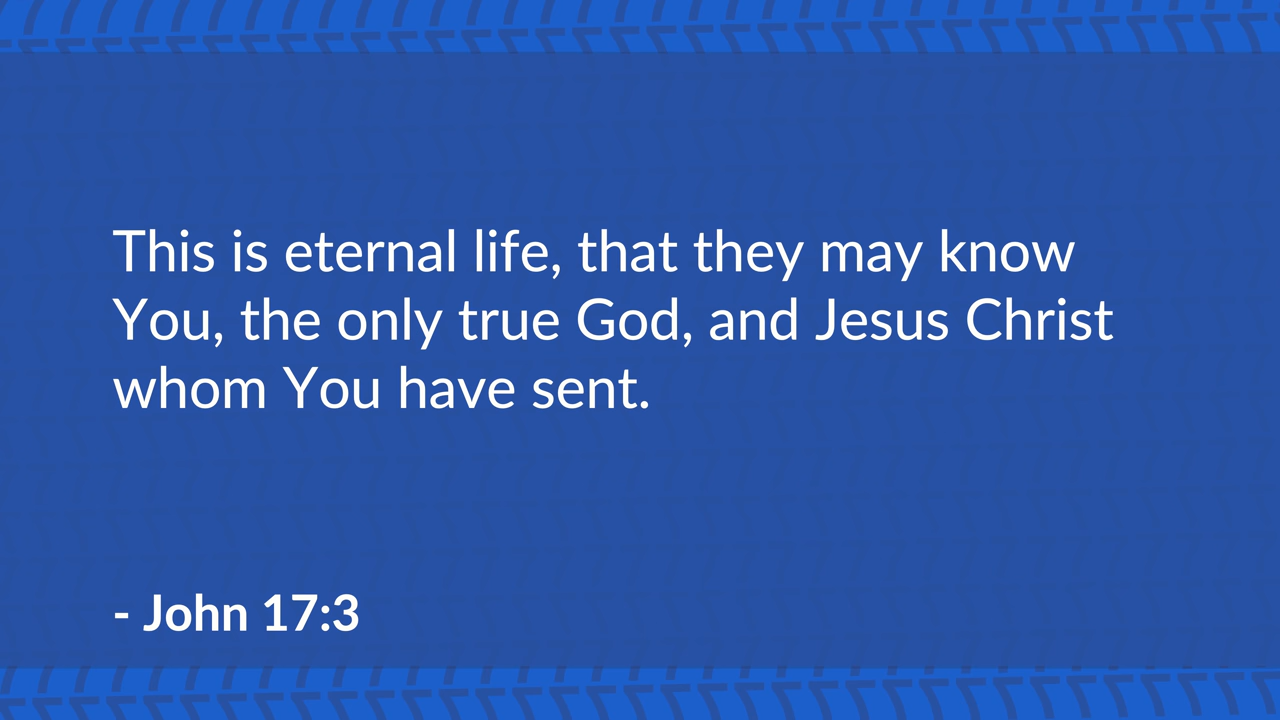 This is eternal life, that they may know
You, the only true God, and Jesus Christ
whom You have sent.
- John 17:3